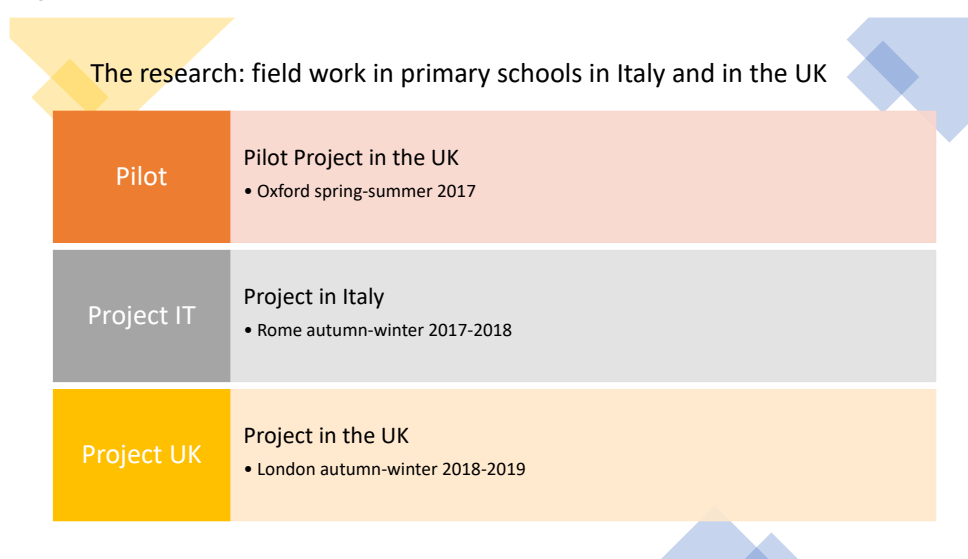 The research: field work in primary schools in Italy and in the UK
Pilot
Pilot Project in the UK
• Oxford spring-summer 2017
Project IT
Project in Italy
• Rome autumn-winter 2017-2018
Project UK
Project in the UK
• London autumn-winter 2018-2019